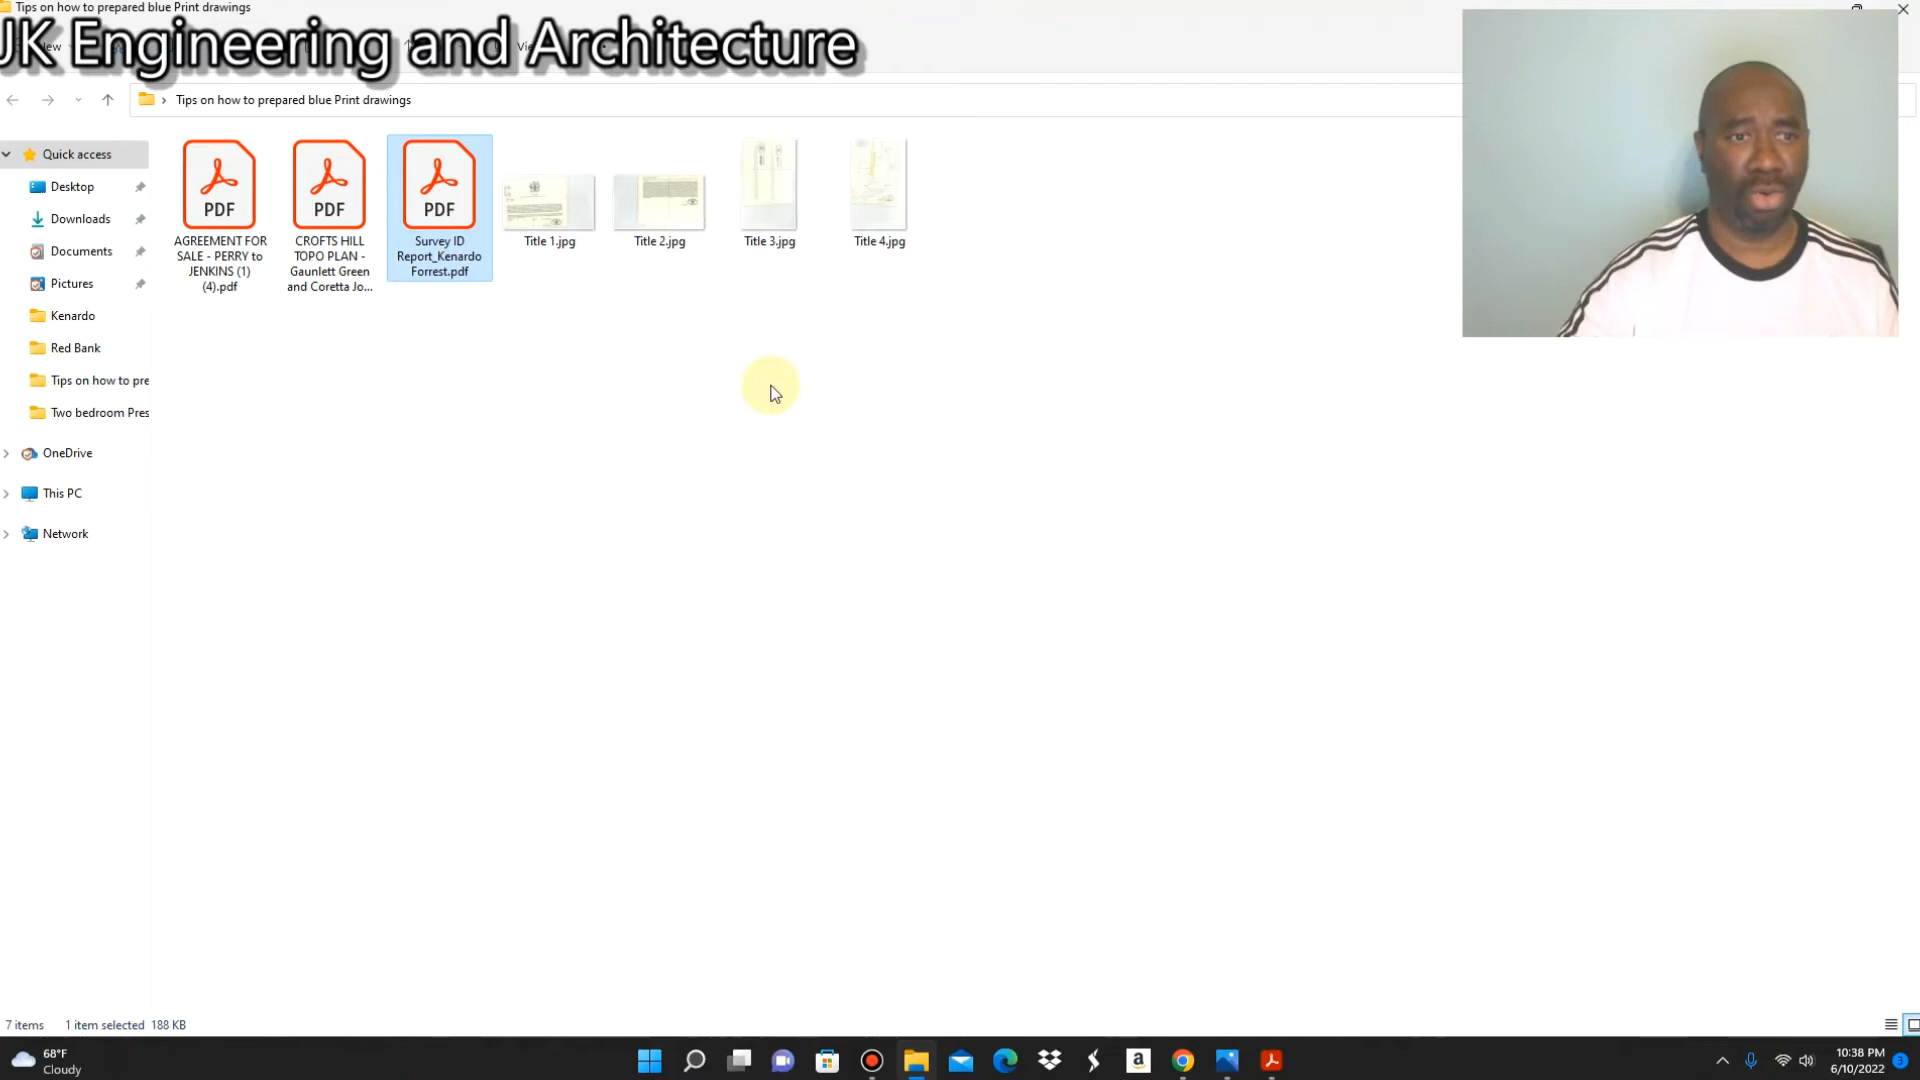 Tips on how to prepared blue Print drawings
JK Engineering and Architecture
Tips on how to prepared blue Print drawings
Quick access
Desktop
Downloads
Documents
Pictures
Kenardo
Red Bank
Tips on how to pre
Two bedroom Pres
OneDrive
This PC
Network
PDF
AGREEMENT FOR
SALE - PERRY to
JENKINS (1)
(4).pdf
PDF
CROFTS HILL
TOPO PLAN -
Gaunlett Green
and Coretta Jo...
PDF
Survey ID
Report_Kenardo
Forrest.pdf
Title 1.jpg
Title 2.jpg
Title 3.jpg
Title 4.jpg
7 items 1 item selected 188 KB
68°F
Cloudy
10:38 PM
6/10/2022
3